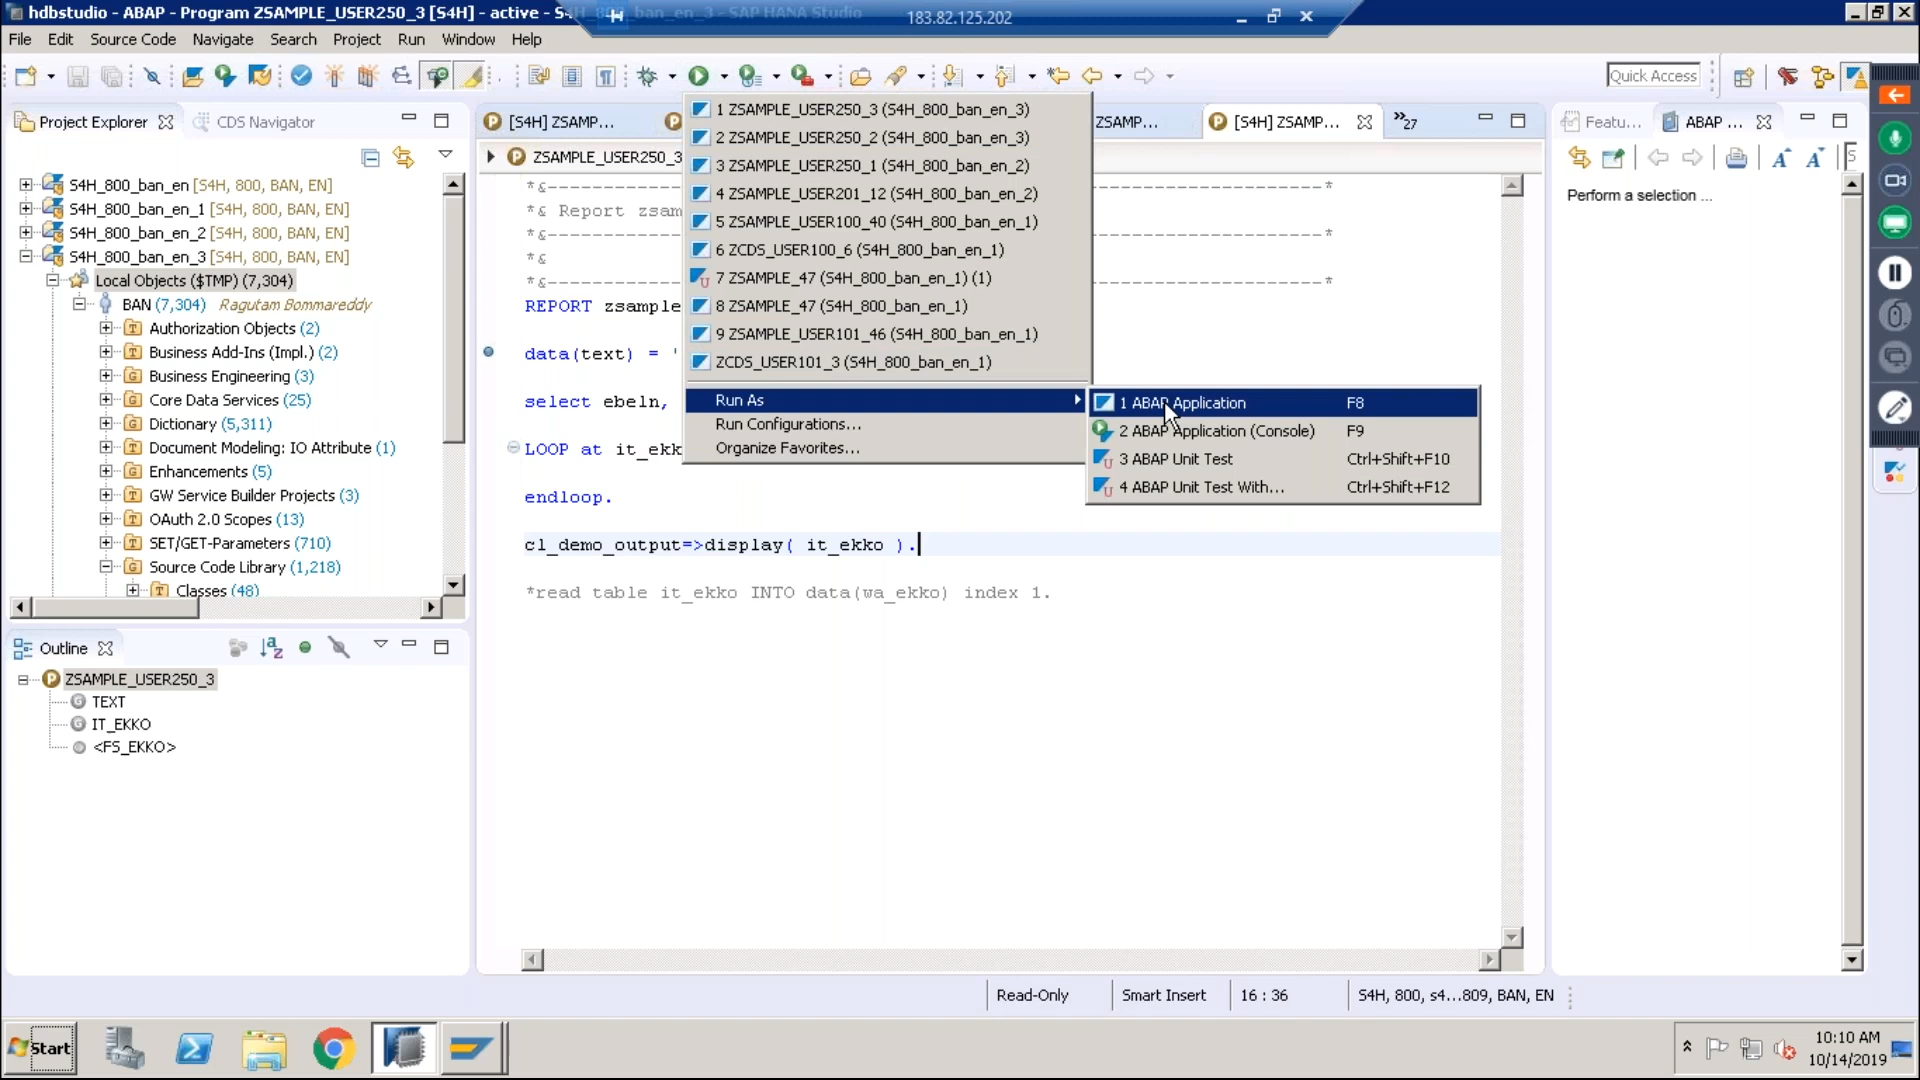 hdbstudio - ABAP - Program ZSAMPLE_USER250_3 [S4H] - active - S4H_800_ban_en_3 - SAP HANA Studio
183.82.125.202
File Edit Source Code Navigate Search Project Run Window Help
Quick Access
Project Explorer
CDS Navigator
[S4H] ZSAMP...
ZSAMP...
[S4H] ZSAMP...
»27
Featu...
ABAP ...
ZSAMPLE_USER250_3
S4H_800_ban_en [S4H, 800, BAN, EN]
S4H_800_ban_en_1 [S4H, 800, BAN, EN]
S4H_800_ban_en_2 [S4H, 800, BAN, EN]
S4H_800_ban_en_3 [S4H, 800, BAN, EN]
Local Objects ($TMP) (7,304)
BAN (7,304) Ragutam Bommareddy
Authorization Objects (2)
Business Add-Ins (Impl.) (2)
Business Engineering (3)
Core Data Services (25)
Dictionary (5,311)
Document Modeling: IO Attribute (1)
Enhancements (5)
GW Service Builder Projects (3)
OAuth 2.0 Scopes (13)
SET/GET-Parameters (710)
Source Code Library (1,218)
Classes (48)
Outline
ZSAMPLE_USER250_3
TEXT
IT_EKKO
<FS_EKKO>
1 ZSAMPLE_USER250_3 (S4H_800_ban_en_3)
2 ZSAMPLE_USER250_2 (S4H_800_ban_en_3)
3 ZSAMPLE_USER250_1 (S4H_800_ban_en_2)
4 ZSAMPLE_USER201_12 (S4H_800_ban_en_2)
5 ZSAMPLE_USER100_40 (S4H_800_ban_en_1)
6 ZCDS_USER100_6 (S4H_800_ban_en_1)
7 ZSAMPLE_47 (S4H_800_ban_en_1) (1)
8 ZSAMPLE_47 (S4H_800_ban_en_1)
9 ZSAMPLE_USER101_46 (S4H_800_ban_en_1)
ZCDS_USER101_3 (S4H_800_ban_en_1)
Run As
Run Configurations...
Organize Favorites...
1 ABAP Application F8
2 ABAP Application (Console) F9
3 ABAP Unit Test Ctrl+Shift+F10
4 ABAP Unit Test With... Ctrl+Shift+F12
*&---------------------------------------------------------------------*
*& Report zsam
*&---------------------------------------------------------------------*
*&
*&---------------------------------------------------------------------*
REPORT zsample
data(text) = '
select ebeln,
LOOP at it_ekk
endloop.
cl_demo_output=>display( it_ekko ).
*read table it_ekko INTO data(wa_ekko) index 1.
Perform a selection ...
Read-Only
Smart Insert
16 : 36
S4H, 800, s4...809, BAN, EN
Start
10:10 AM
10/14/2019